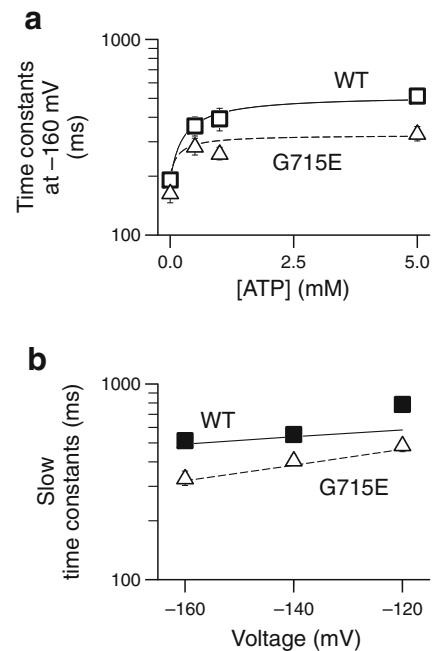 a
1000
100
Time constants
at –160 mV
(ms)
WT
G715E
0.0
2.5
5.0
[ATP] (mM)
b
1000
100
Slow
time constants (ms)
WT
G715E
–160
–140
–120
Voltage (mV)